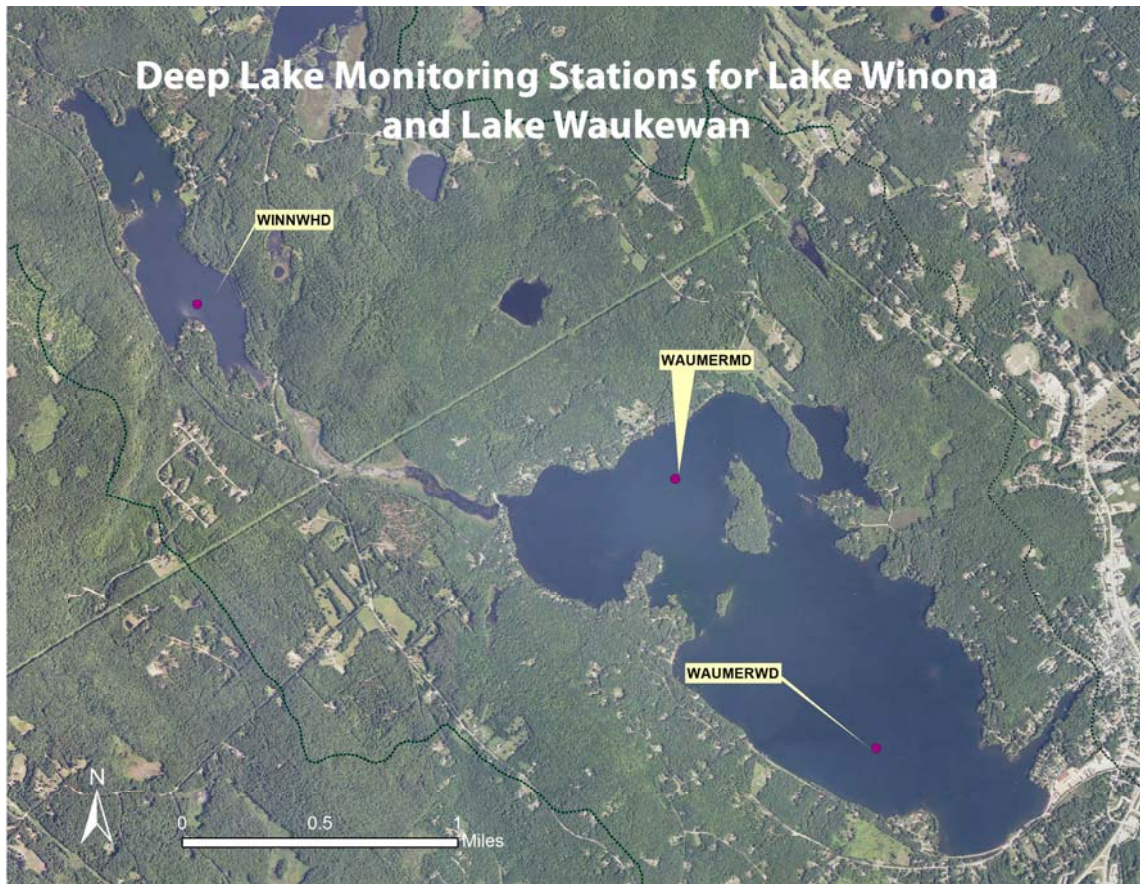 Deep Lake Monitoring Stations for Lake Winona
and Lake Waukewan
WINNWHD
WAUMERMD
WAUMERWD
N
0 0.5 1
Miles